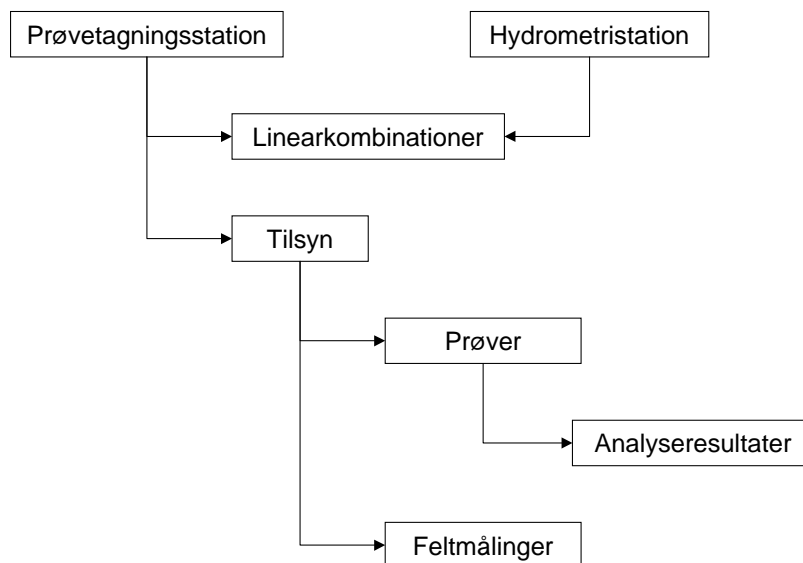 Prøvetagningsstation
Hydrometristation
Linearkombinationer
Tilsyn
Prøver
Analyseresultater
Feltmålinger